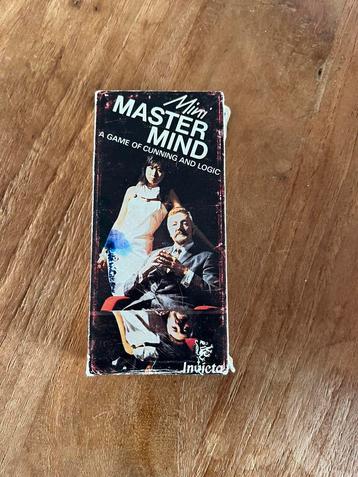 Mini
MASTER
MIND
A GAME OF CUNNING AND LOGIC
Invicta